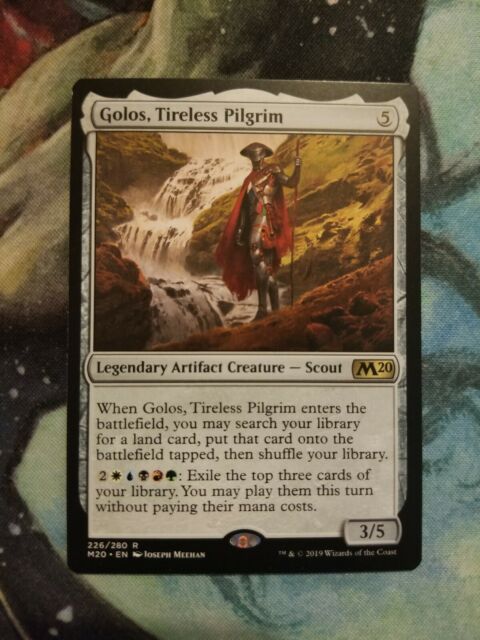 Golos, Tireless Pilgrim 5
Legendary Artifact Creature — Scout M20
When Golos, Tireless Pilgrim enters the
battlefield, you may search your library
for a land card, put that card onto the
battlefield tapped, then shuffle your library.
2: Exile the top three cards of
your library. You may play them this turn
without paying their mana costs.
3/5
226/280 R
M20 • EN Joseph Meehan ™ & © 2019 Wizards of the Coast